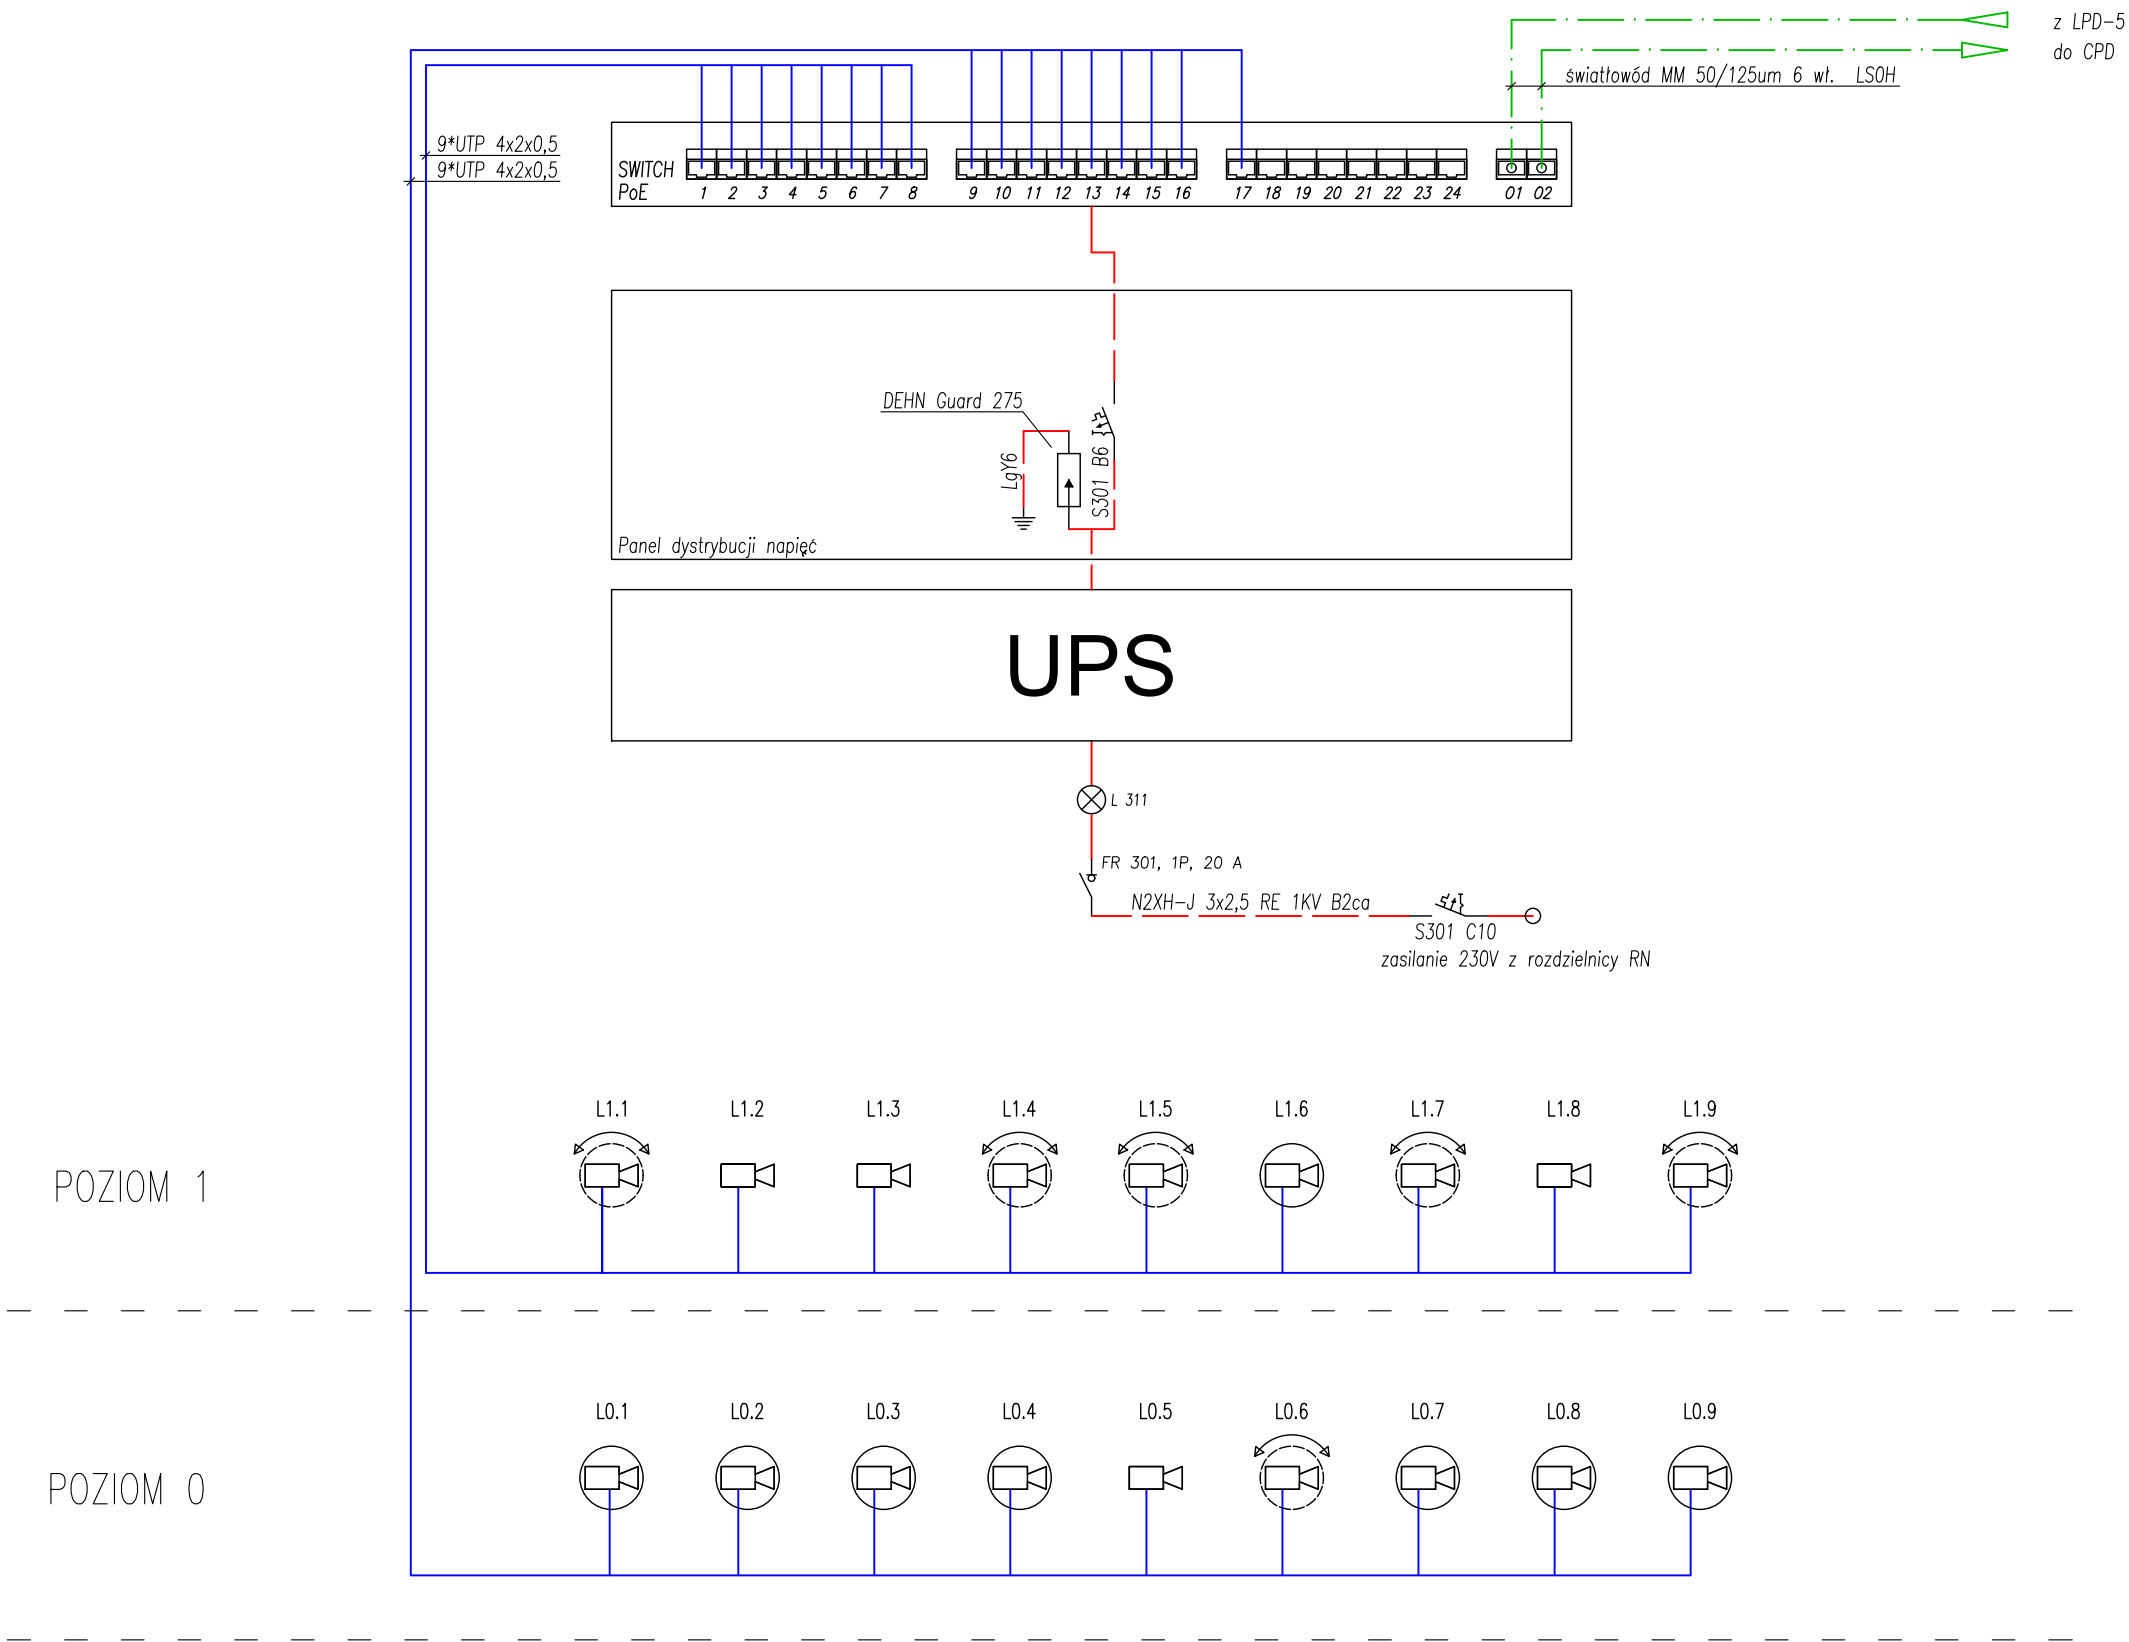 z LPD-5
do CPD
światłowód MM 50/125um 6 wł. LSOH
9*UTP 4x2x0,5
9*UTP 4x2x0,5
SWITCH
PoE
1 2 3 4 5 6 7 8 9 10 11 12 13 14 15 16 17 18 19 20 21 22 23 24 01 02
DEHN Guard 275
LgY6
S301 B6
Panel dystrybucji napięć
UPS
L 311
FR 301, 1P, 20 A
N2XH-J 3x2,5 RE 1KV B2ca
S301 C10
zasilanie 230V z rozdzielnicy RN
L1.1 L1.2 L1.3 L1.4 L1.5 L1.6 L1.7 L1.8 L1.9
POZIOM 1
L0.1 L0.2 L0.3 L0.4 L0.5 L0.6 L0.7 L0.8 L0.9
POZIOM 0